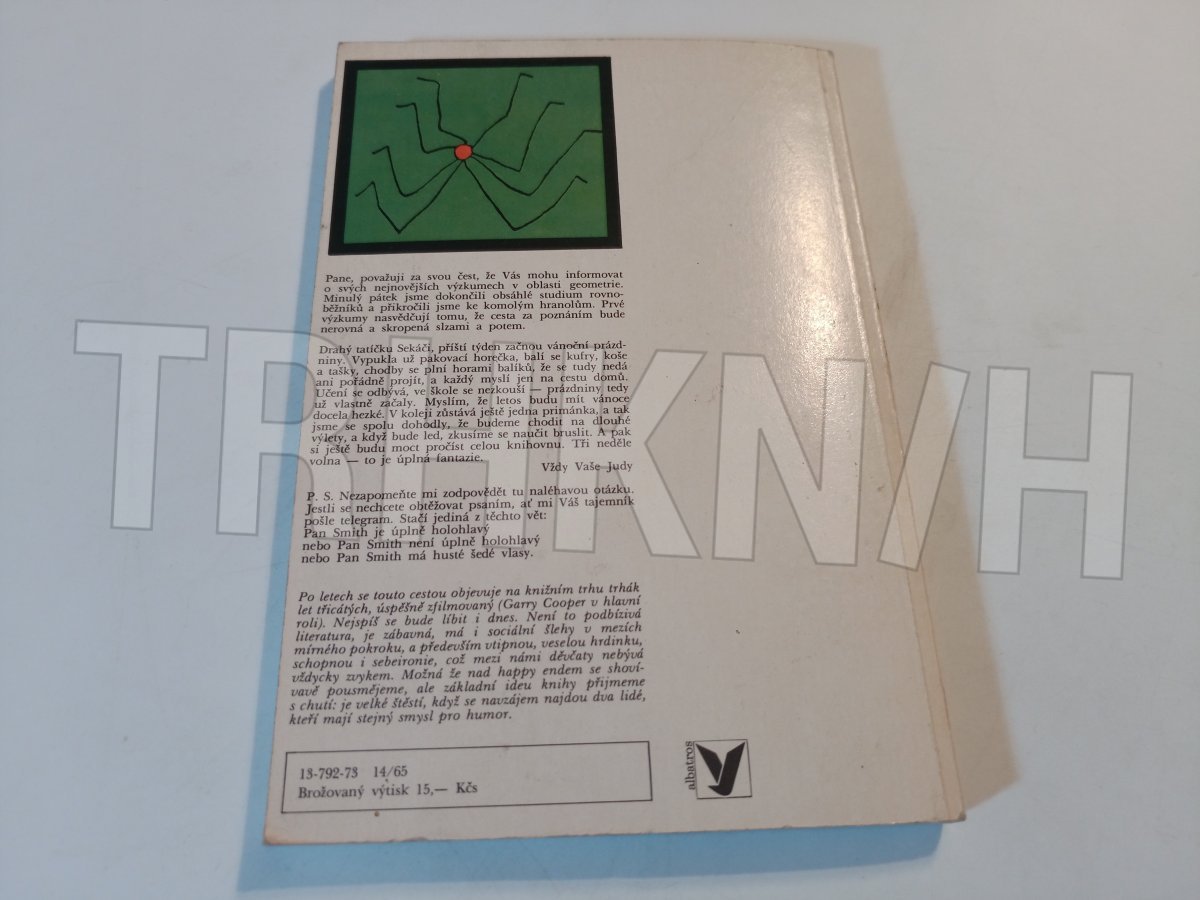 Pane, považuji za svou čest, že Vás mohu informovat
o svých nejnovějších výzkumech v oblasti geometrie.
Minulý pátek jsme dokončili obsáhlé studium rovno-
běžníků a přikročili jsme ke komolým hranolům. Prvé
výzkumy nasvědčují tomu, že cesta za poznáním bude
nerovná a skropená slzami a potem.
Drahý tatíčku Sekáči, příští týden začnou vánoční prázd-
niny. Vypukla už pakovací horečka, balí se kufry, koše
a tašky, chodby se plní horami balíků, že se tudy nedá
ani pořádně projít, a každý myslí jen na cestu domů.
Učení se odbývá, ve škole se nezkouší — prázdniny tedy
už vlastně začaly. Myslím, že letos budu mít vánoce
docela hezké. V koleji zůstává ještě jedna primánka, a tak
jsme se spolu dohodly, že budeme chodit na dlouhé
výlety, a když bude led, zkusíme se naučit bruslit. A pak
si ještě budu moct pročíst celou knihovnu. Tři neděle
volna — to je úplná fantazie.
Vždy Vaše Judy
P. S. Nezapomeňte mi zodpovědět tu naléhavou otázku.
Jestli se nechcete obtěžovat psaním, ať mi Váš tajemník
pošle telegram. Stačí jediná z těchto vět:
Pan Smith je úplně holohlavý
nebo Pan Smith není úplně holohlavý
nebo Pan Smith má husté šedé vlasy.
Po letech se touto cestou objevuje na knižním trhu trhák
let třicátých, úspěšně zfilmovaný (Garry Cooper v hlavní
roli). Nejspíš se bude líbit i dnes. Není to podbízivá
literatura, je zábavná, má i sociální šlehy v mezích
mírného pokroku, a především vtipnou, veselou hrdinku,
schopnou i sebeironie, což mezi námi děvčaty nebývá
vždycky zvykem. Možná že nad happy endem se shoví-
vavě pousmějeme, ale základní ideu knihy přijmeme
s chutí: je velké štěstí, když se navzájem najdou dva lidé,
kteří mají stejný smysl pro humor.
13-792-73 14/65
Brožovaný výtisk 15,— Kčs
albatros
TRHKNIH